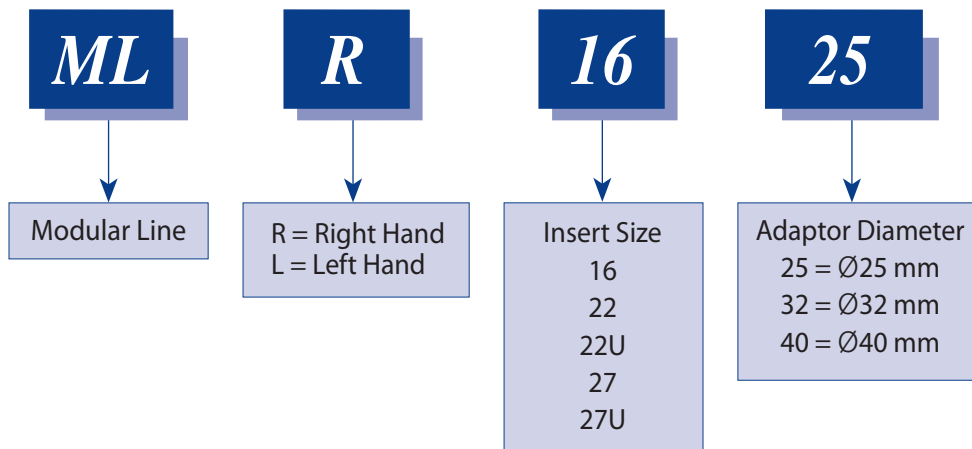 ML R 16 25
Modular Line
R = Right Hand
L = Left Hand
Insert Size
16
22
22U
27
27U
Adaptor Diameter
25 = Ø25 mm
32 = Ø32 mm
40 = Ø40 mm